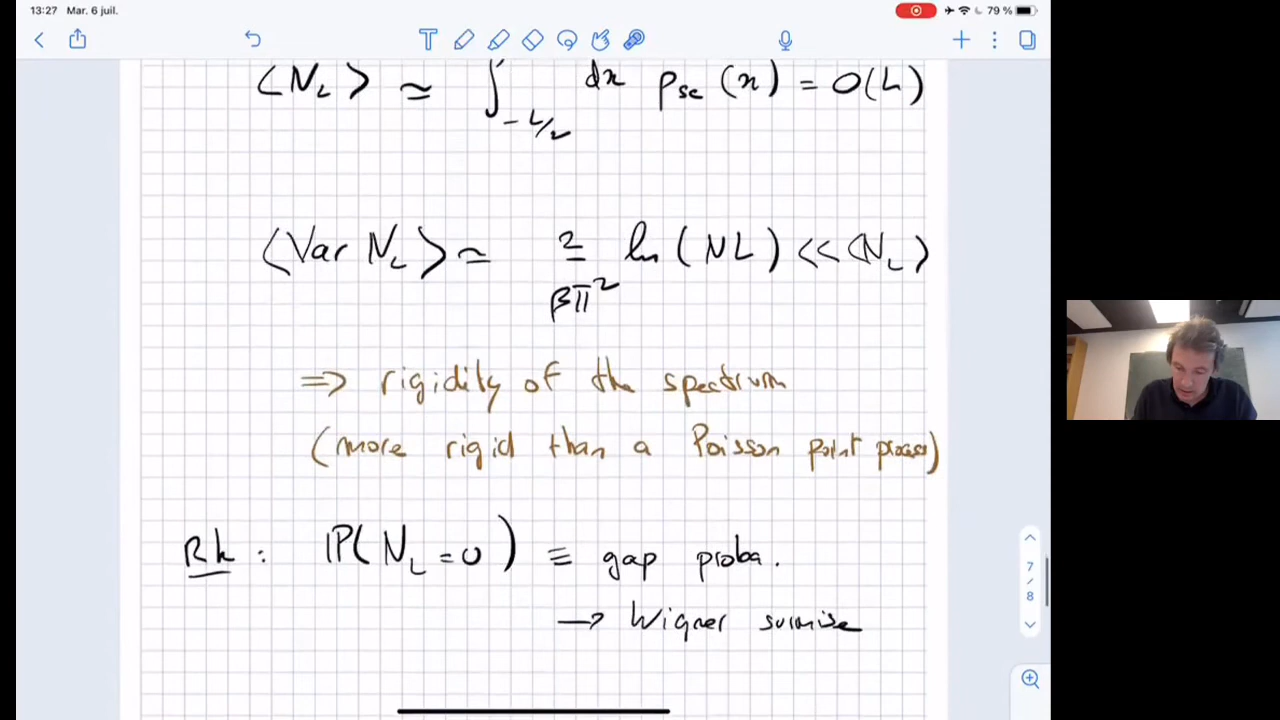 13:27 Mar. 6 juil.
79 %
⟨N_L⟩ ≃ ∫_{-L/2} dx ρ_sc(x) = O(L)
⟨Var N_L⟩ ≃ 2/(βπ²) ln(NL) << ⟨N_L⟩
⇒ rigidity of the spectrum
(more rigid than a Poisson point process)
Rk : ℙ(N_L = 0) ≡ gap proba.
→ Wigner surmise
7
/
8